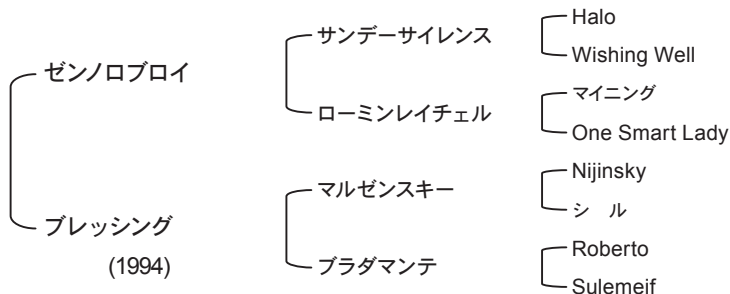 Halo
サンデーサイレンス
Wishing Well
ゼンノロブロイ
マイニング
ローミンレイチェル
One Smart Lady
Nijinsky
マルゼンスキー
シ ル
ブレッシング
(1994)
Roberto
ブラダマンテ
Sulemeif